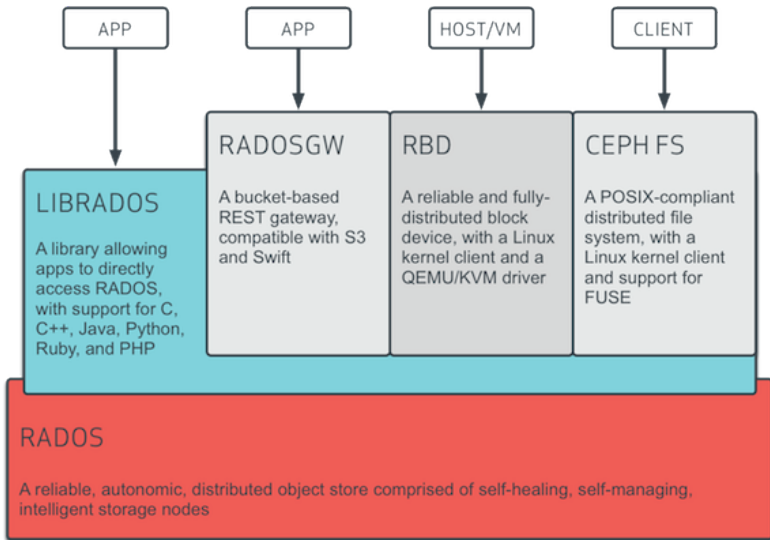 APP
APP
HOST/VM
CLIENT
LIBRADOS
A library allowing
apps to directly
access RADOS,
with support for C,
C++, Java, Python,
Ruby, and PHP
RADOSGW
A bucket-based
REST gateway,
compatible with S3
and Swift
RBD
A reliable and fully-
distributed block
device, with a Linux
kernel client and a
QEMU/KVM driver
CEPH FS
A POSIX-compliant
distributed file
system, with a
Linux kernel client
and support for
FUSE
RADOS
A reliable, autonomic, distributed object store comprised of self-healing, self-managing,
intelligent storage nodes